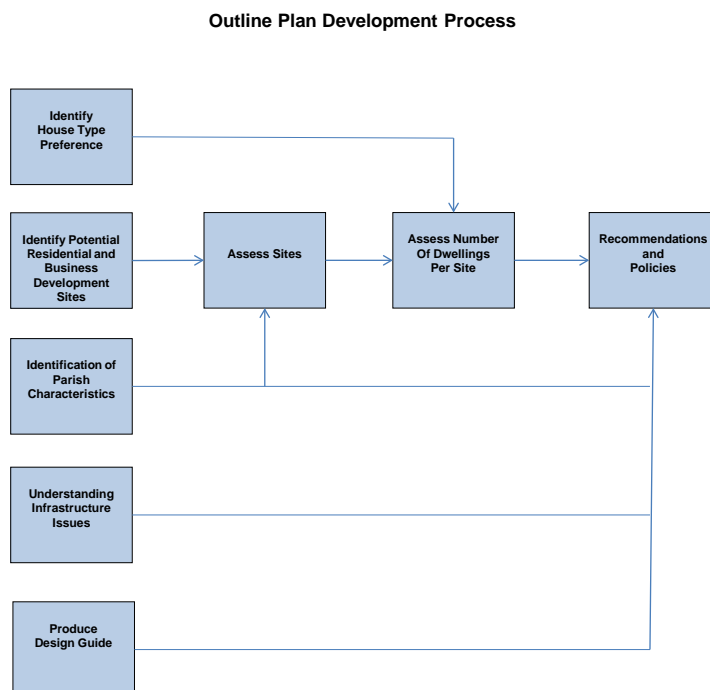 Outline Plan Development Process
Identify
House Type
Preference
Identify Potential
Residential and
Business
Development
Sites
Assess Sites
Assess Number
Of Dwellings
Per Site
Recommendations
and
Policies
Identification of
Parish
Characteristics
Understanding
Infrastructure
Issues
Produce
Design Guide